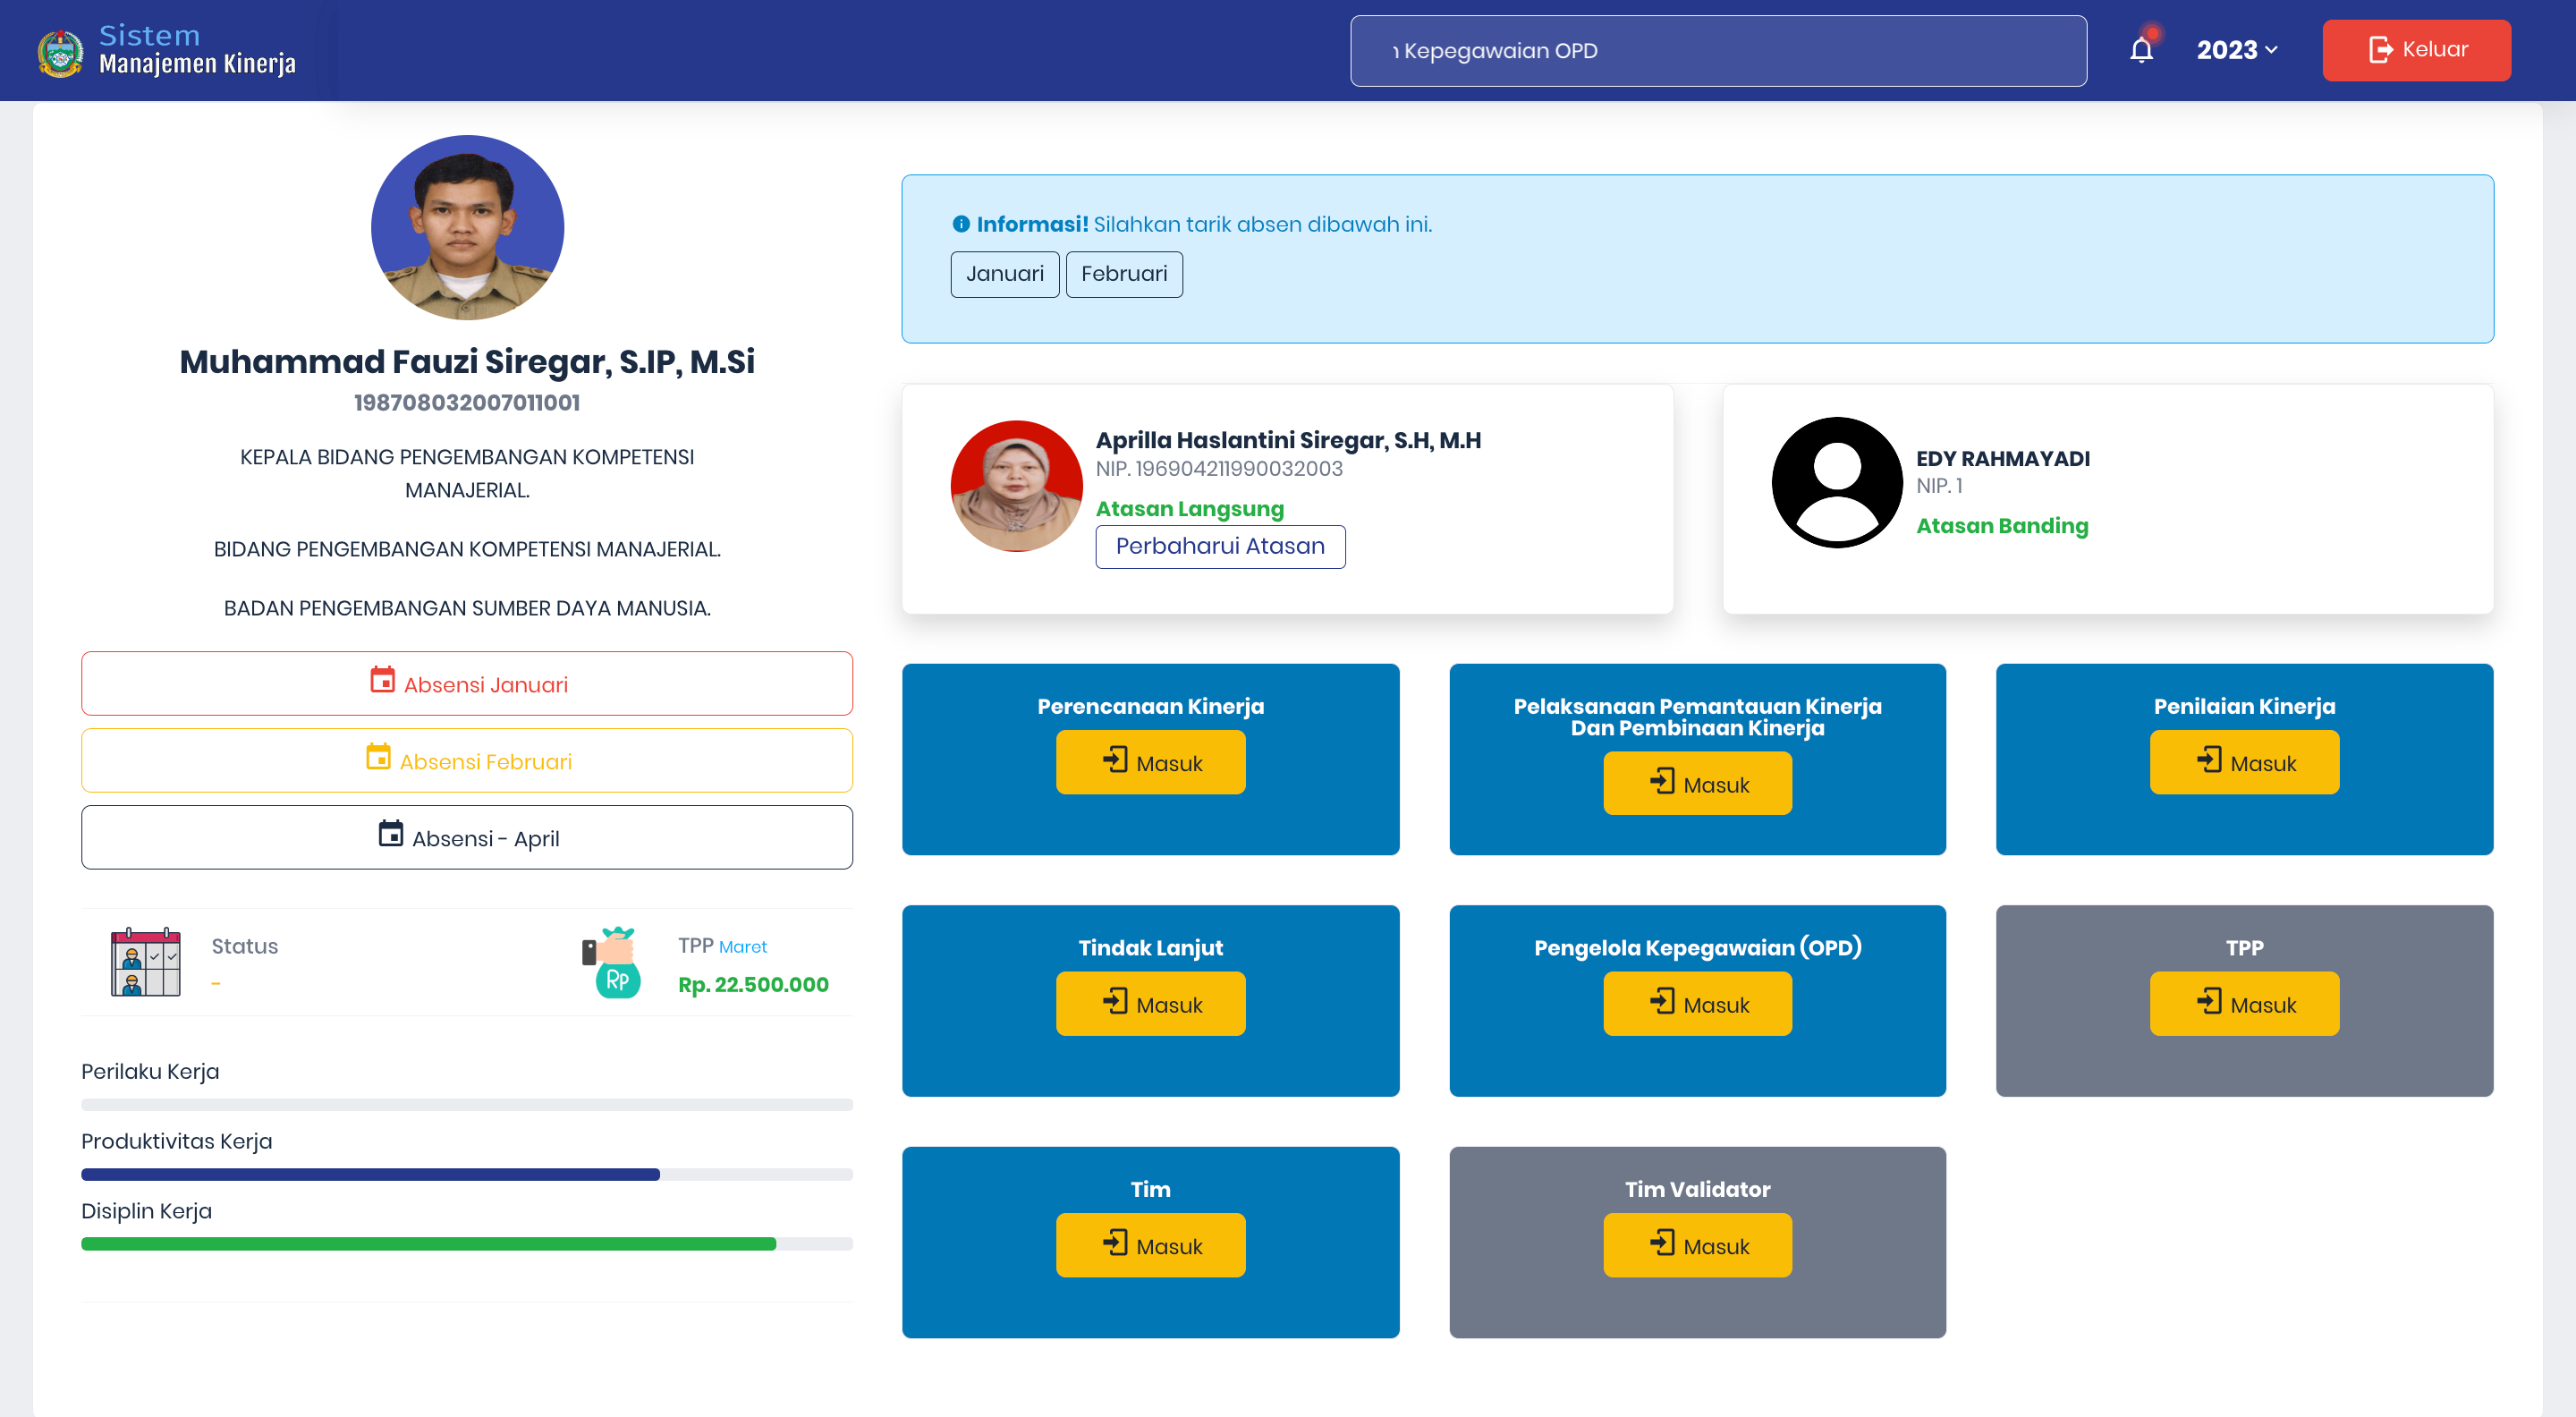 Sistem
Manajemen Kinerja
Kepegawaian OPD
2023
Keluar
Muhammad Fauzi Siregar, S.IP, M.Si
198708032007011001
KEPALA BIDANG PENGEMBANGAN KOMPETENSI
MANAJERIAL.
BIDANG PENGEMBANGAN KOMPETENSI MANAJERIAL.
BADAN PENGEMBANGAN SUMBER DAYA MANUSIA.
Absensi Januari
Absensi Februari
Absensi - April
Status
-
TPP Maret
Rp
Rp. 22.500.000
Perilaku Kerja
Produktivitas Kerja
Disiplin Kerja
Informasi! Silahkan tarik absen dibawah ini.
Januari
Februari
Aprilla Haslantini Siregar, S.H, M.H
NIP. 196904211990032003
Atasan Langsung
Perbaharui Atasan
EDY RAHMAYADI
NIP. 1
Atasan Banding
Perencanaan Kinerja
Masuk
Pelaksanaan Pemantauan Kinerja
Dan Pembinaan Kinerja
Masuk
Penilaian Kinerja
Masuk
Tindak Lanjut
Masuk
Pengelola Kepegawaian (OPD)
Masuk
TPP
Masuk
Tim
Masuk
Tim Validator
Masuk